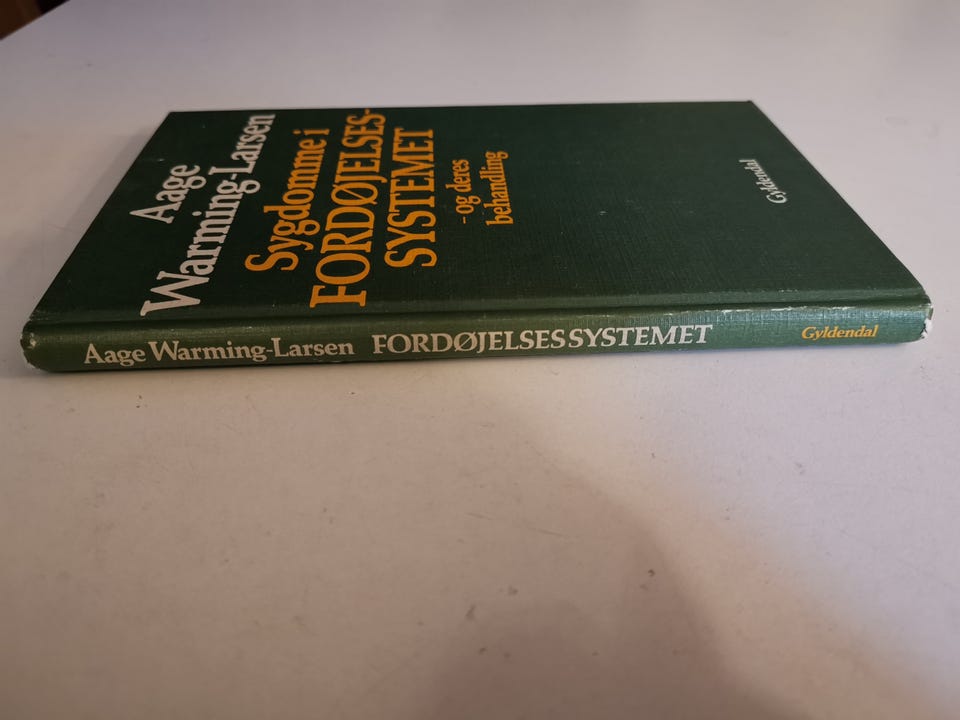 Aage
Warming-Larsen
Sygdomme i
FORDØJELSES-
SYSTEMET
- og deres
behandling
Gyldendal
Aage Warming-Larsen FORDØJELSESSYSTEMET Gyldendal